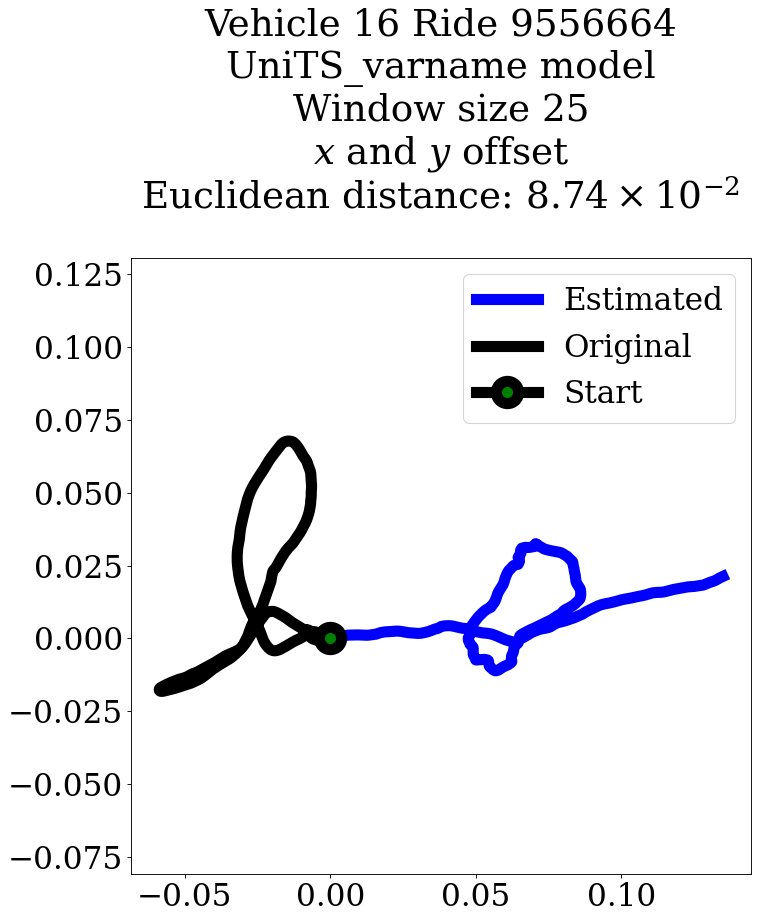 Vehicle 16 Ride 9556664
UniTS_varname model
Window size 25
x and y offset
Euclidean distance: 8.74 × 10⁻²
Estimated
Original
Start
0.125
0.100
0.075
0.050
0.025
0.000
−0.025
−0.050
−0.075
−0.05 0.00 0.05 0.10